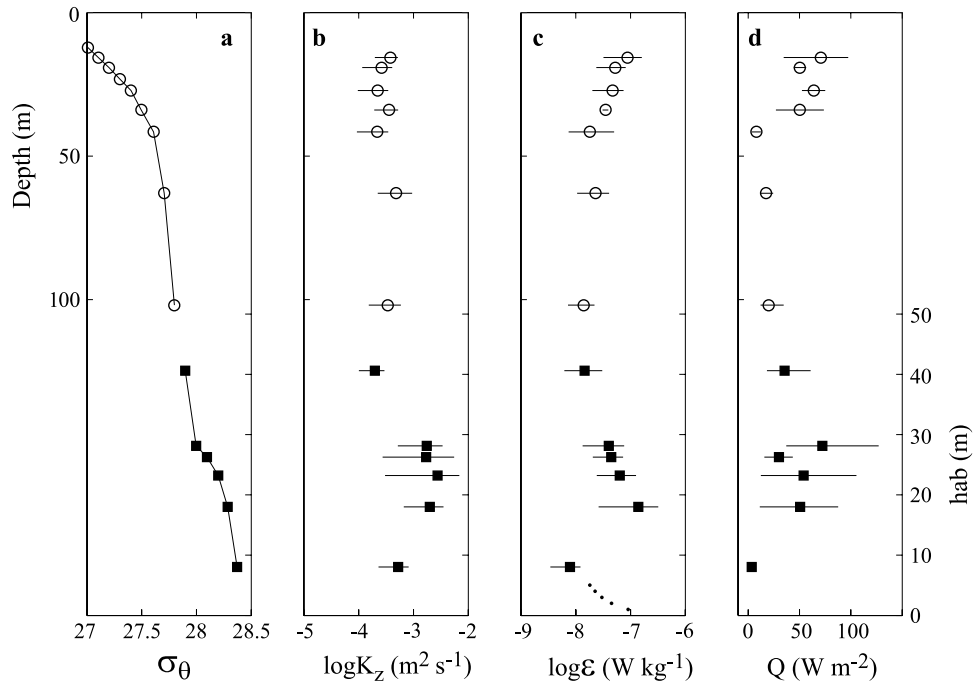 0
50
100
Depth (m)
a
b
c
d
50
40
30
20
10
0
hab (m)
27
27.5
28
28.5
-5
-4
-3
-2
-9
-8
-7
-6
0
50
100
σθ
logKz (m² s⁻¹)
logε (W kg⁻¹)
Q (W m⁻²)